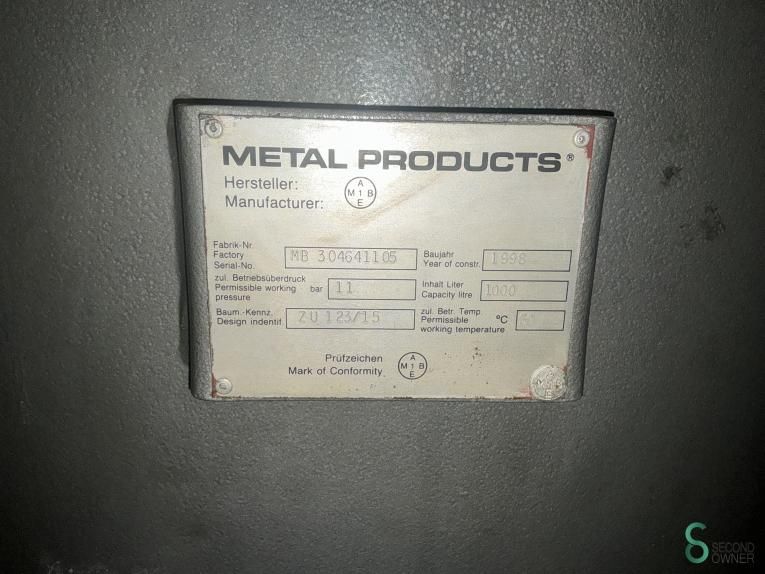 METAL PRODUCTS®
Hersteller:
Manufacturer:
A
M 1 B
E
Fabrik-Nr.
Factory
Serial-No.
MB 304641105
Baujahr
Year of constr.
1998
zul. Betriebsüberdruck
Permissible working
pressure
bar
11
Inhalt Liter
Capacity litre
1000
Baum.-Kennz.
Design indentif.
ZU 123/15
zul. Betr. Temp.
Permissible
working temperature
°C
Prüfzeichen
Mark of Conformity
A
M 1 B
E
SECOND
OWNER